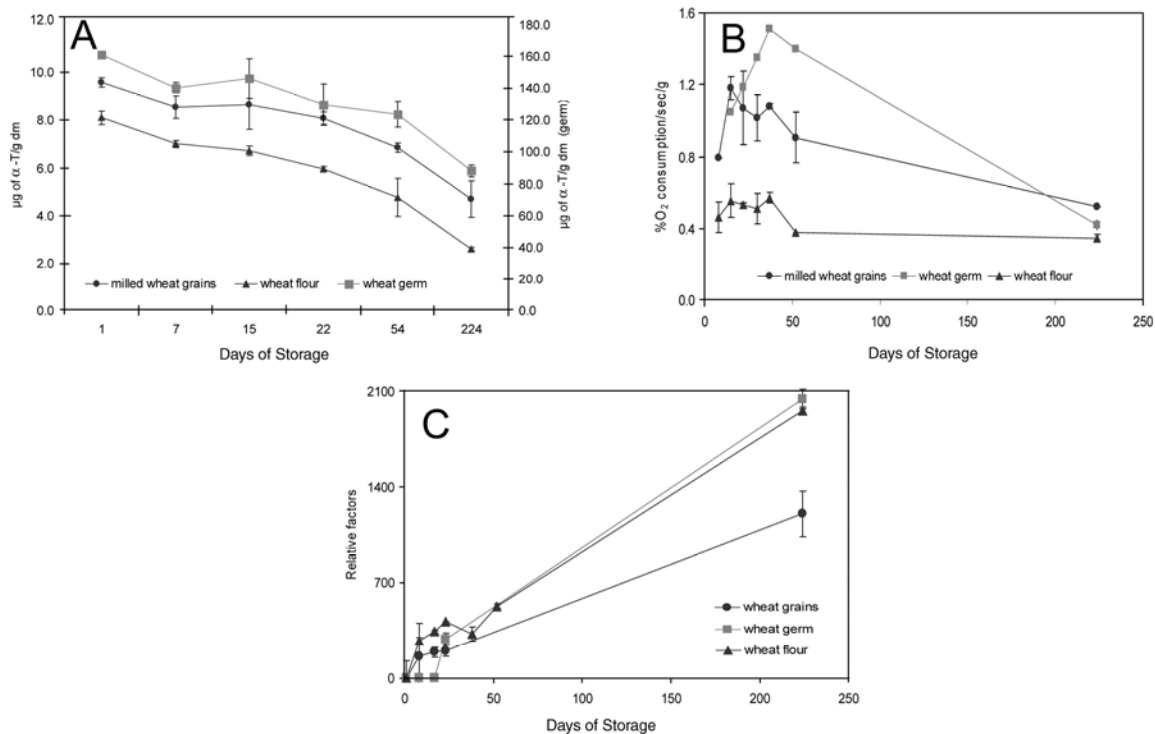 A
12.0
10.0
8.0
6.0
4.0
2.0
0.0
µg of α -T/g dm
180.0
160.0
140.0
120.0
100.0
80.0
60.0
40.0
20.0
0.0
µg of α -T/g dm (germ)
milled wheat grains wheat flour wheat germ
1 7 15 22 54 224
Days of Storage
B
1.6
1.2
0.8
0.4
0.0
%O₂ consumption/sec/g
milled wheat grains wheat germ wheat flour
0 50 100 150 200 250
Days of Storage
C
2100
1400
700
0
Relative factors
wheat grains
wheat germ
wheat flour
0 50 100 150 200 250
Days of Storage